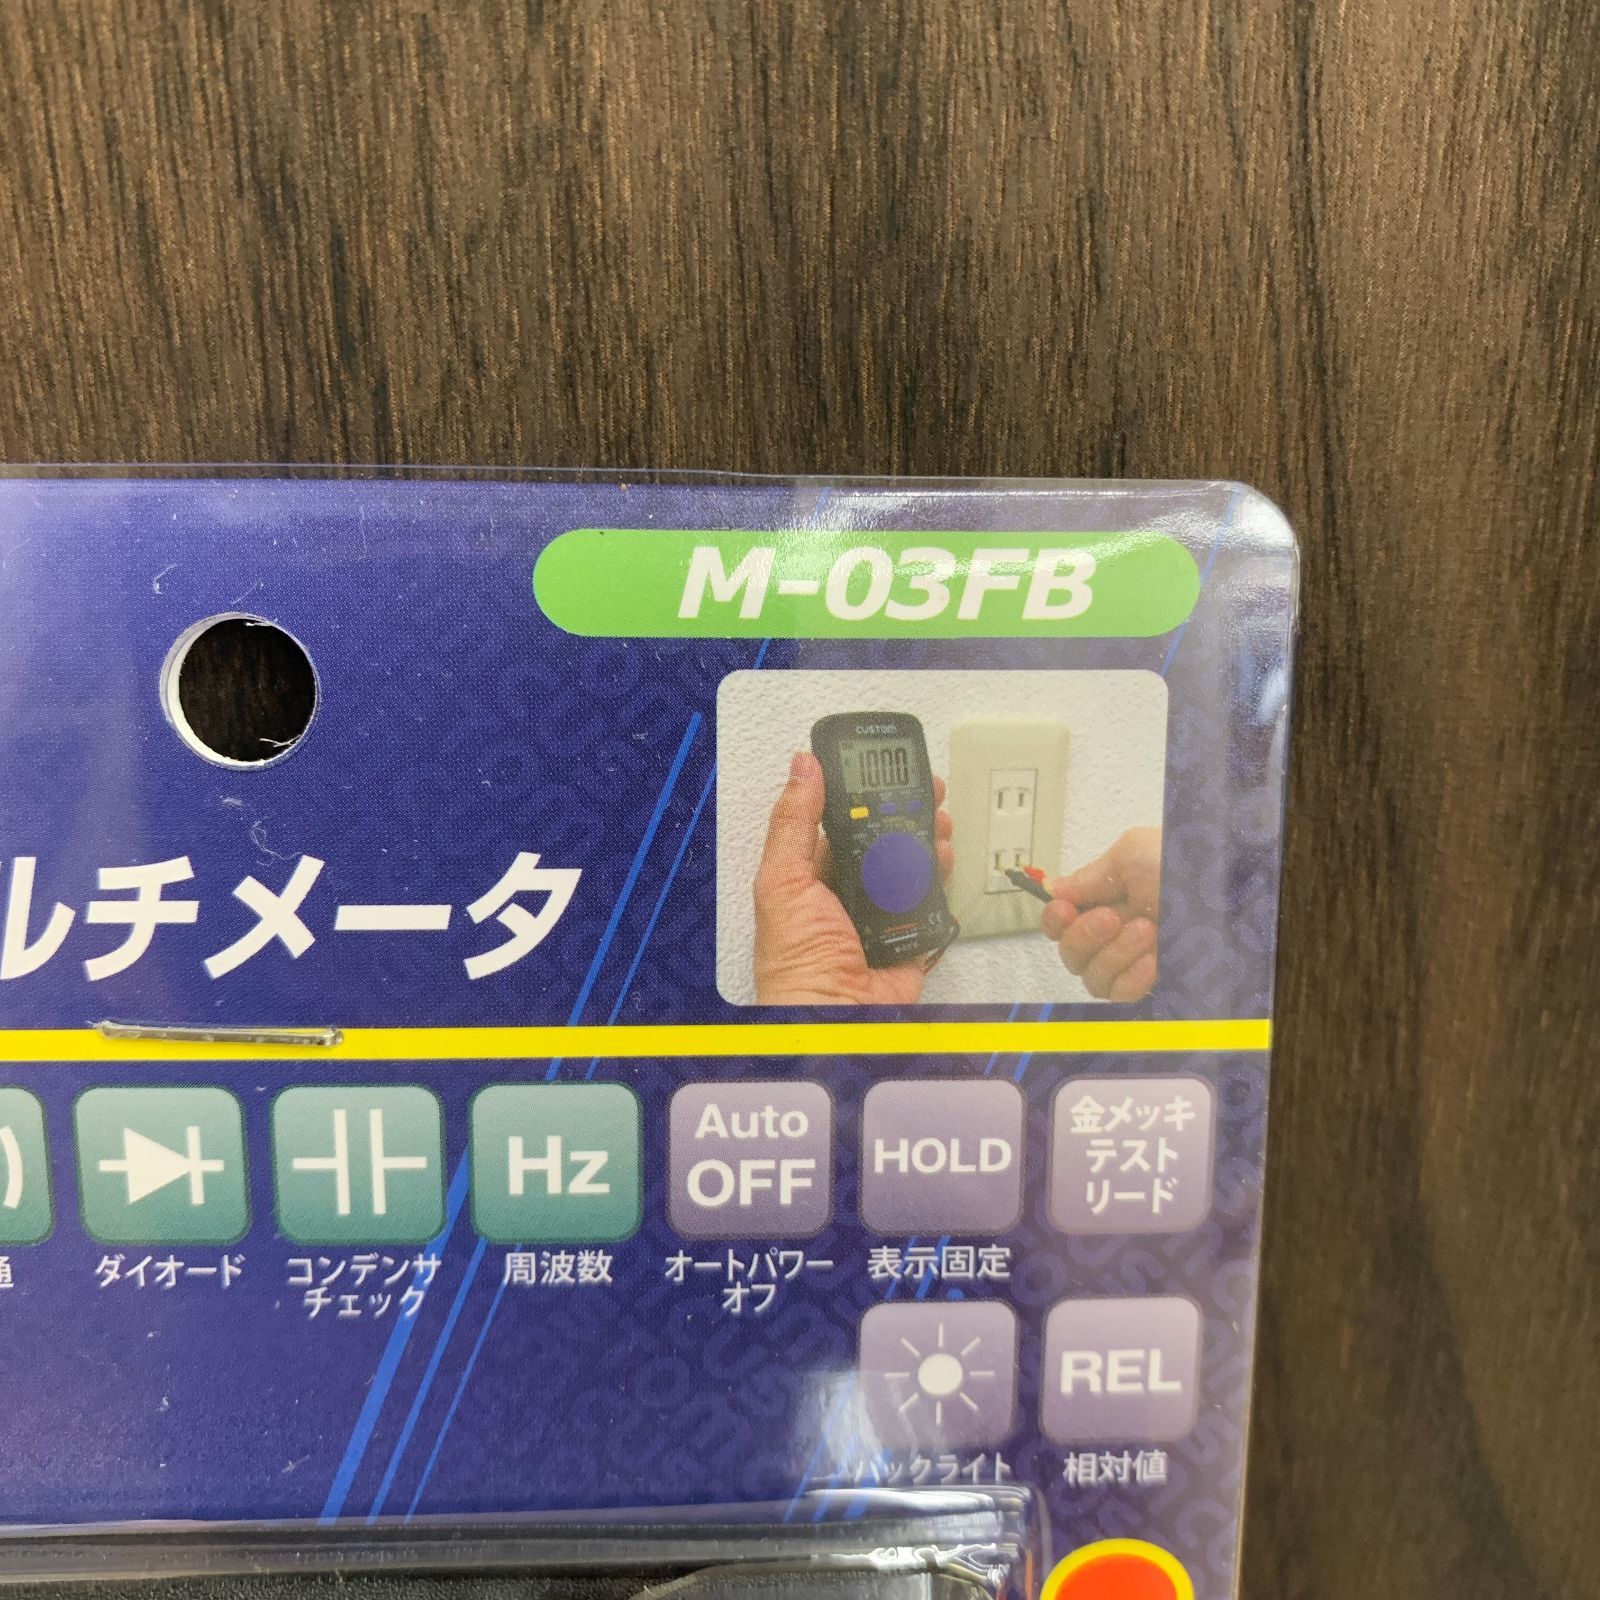 M-03FB
CUSTOM
100.0
ルチメータ
Auto
OFF
HOLD
金メッキ
テスト
リード
Hz
通
ダイオード
コンデンサ
チェック
周波数
オートパワー
オフ
表示固定
REL
バックライト
相対値